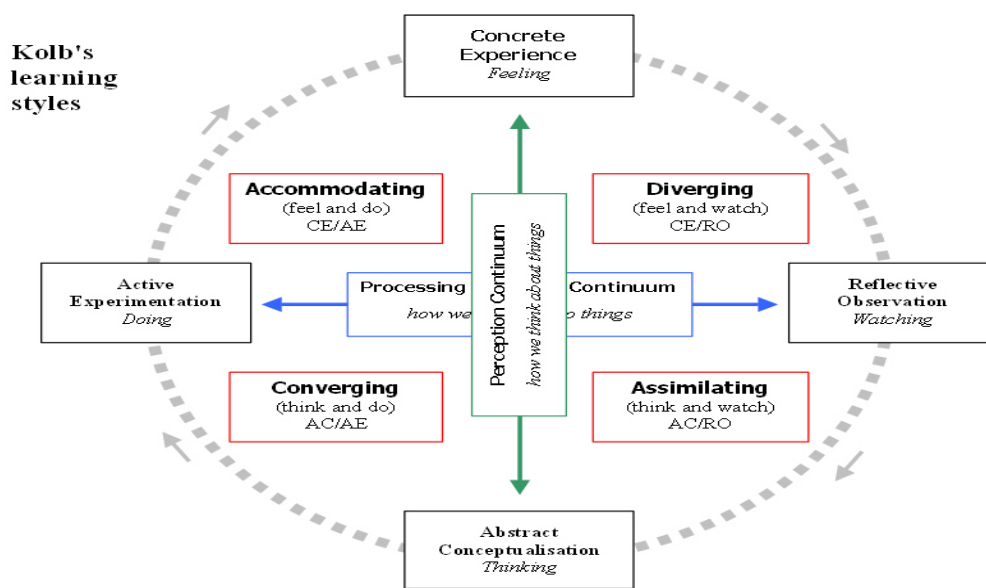 Kolb's
learning
styles
Concrete
Experience
Feeling
Accommodating
(feel and do)
CE/AE
Diverging
(feel and watch)
CE/RO
Active
Experimentation
Doing
Processing Continuum
how we things
Perception Continuum
how we think about things
Reflective
Observation
Watching
Converging
(think and do)
AC/AE
Assimilating
(think and watch)
AC/RO
Abstract
Conceptualisation
Thinking